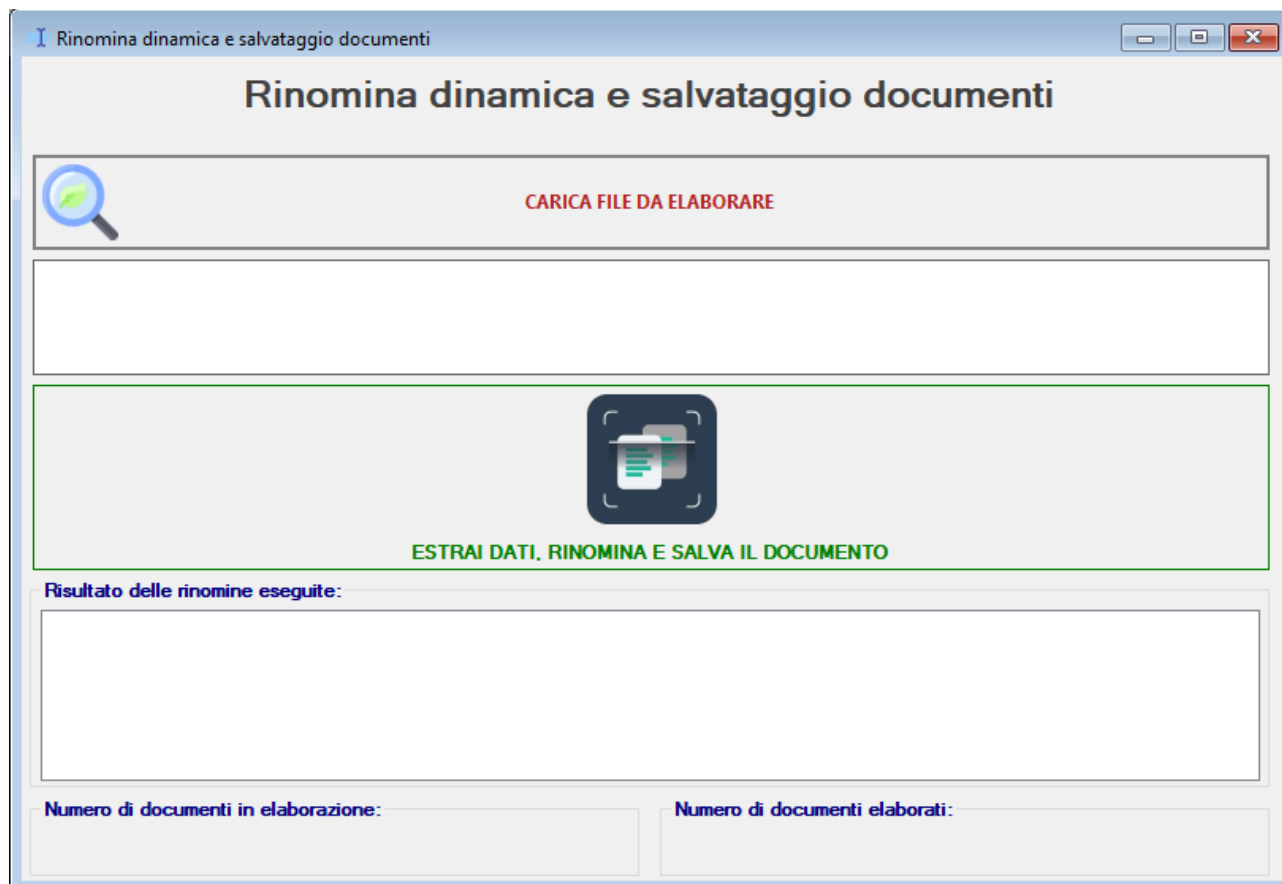 Rinomina dinamica e salvataggio documenti
Rinomina dinamica e salvataggio documenti
CARICA FILE DA ELABORARE
ESTRAI DATI, RINOMINA E SALVA IL DOCUMENTO
Risultato delle rinomine eseguite:
Numero di documenti in elaborazione:
Numero di documenti elaborati: